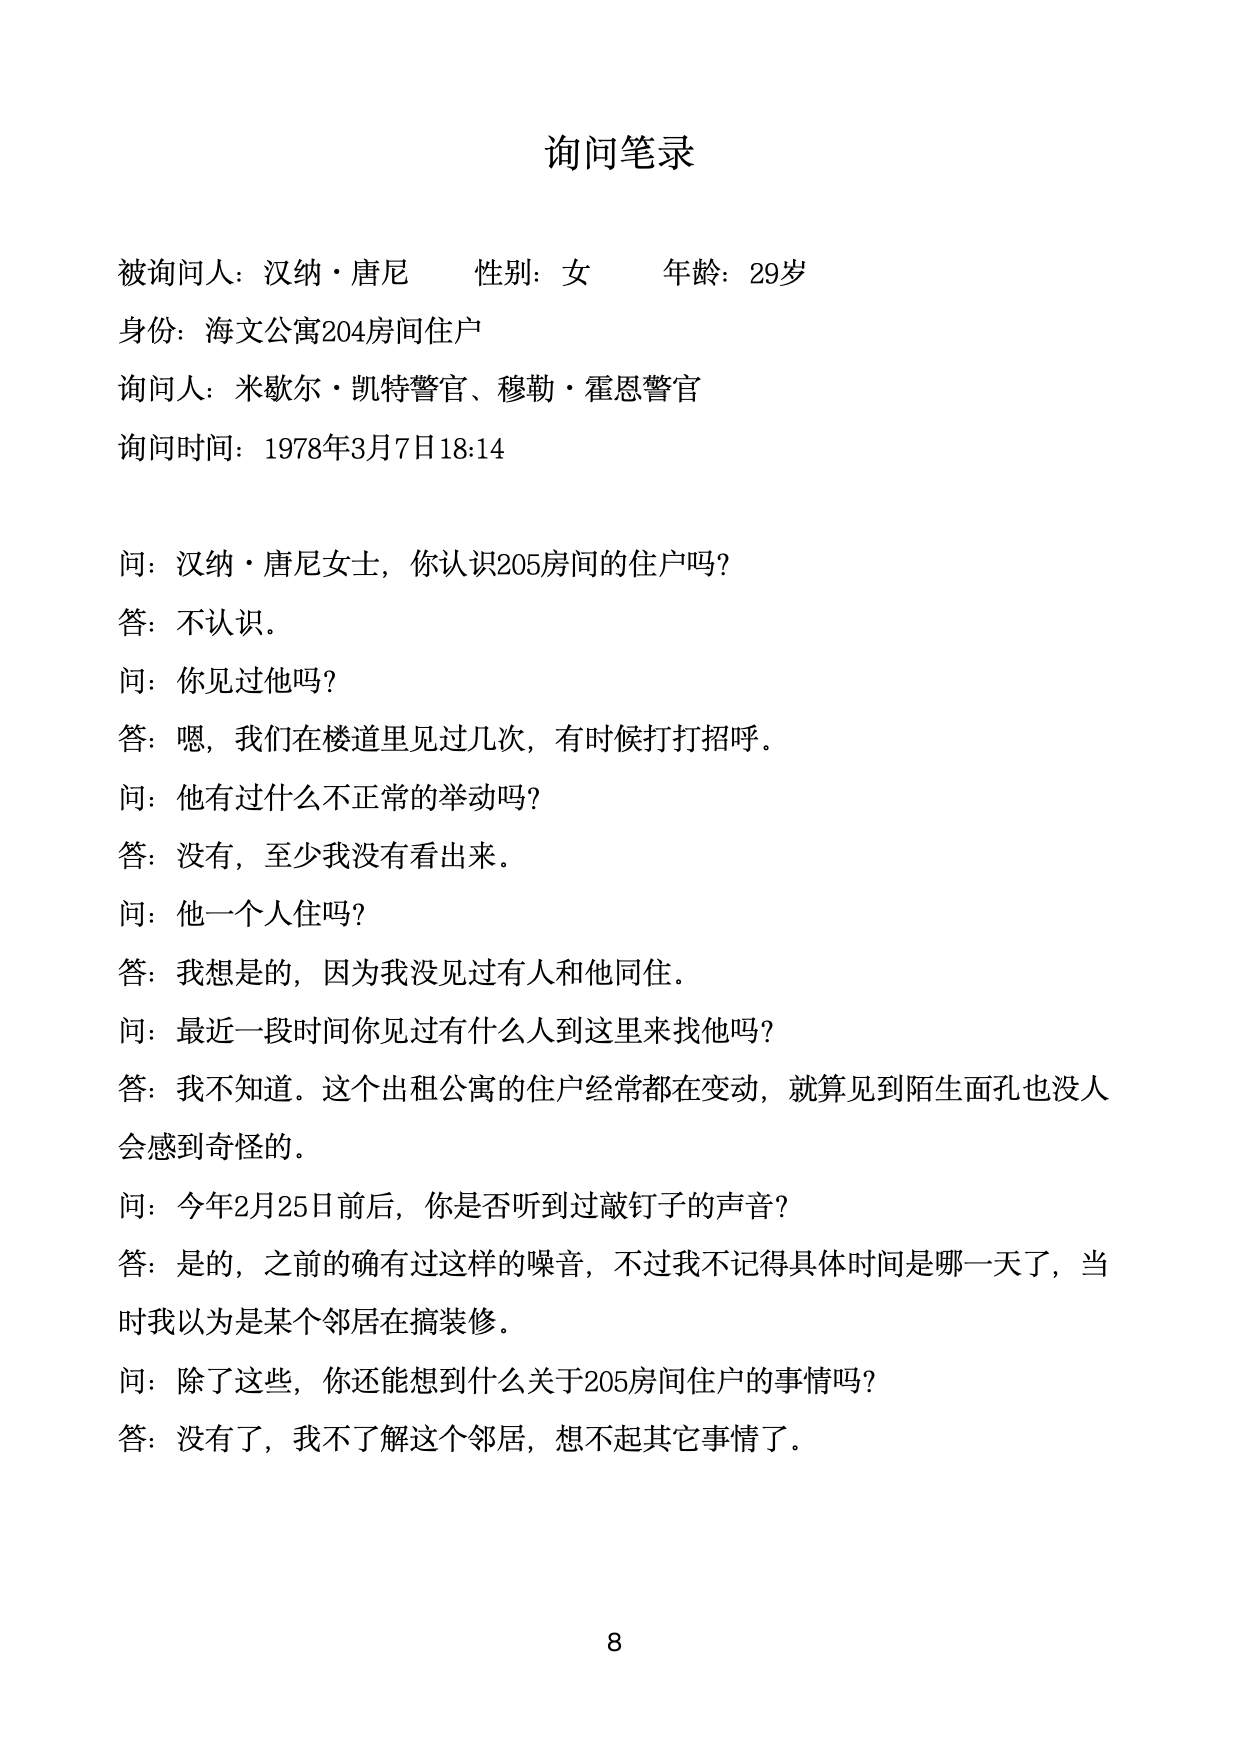 询问笔录
被询问人：汉纳·唐尼 性别：女 年龄：29岁
身份：海文公寓204房间住户
询问人：米歇尔·凯特警官、穆勒·霍恩警官
询问时间：1978年3月7日18:14
问：汉纳·唐尼女士，你认识205房间的住户吗？
答：不认识。
问：你见过他吗？
答：嗯，我们在楼道里见过几次，有时候打打招呼。
问：他有过什么不正常的举动吗？
答：没有，至少我没有看出来。
问：他一个人住吗？
答：我想是的，因为我没见过有人和他同住。
问：最近一段时间你见过有什么人到这里来找他吗？
答：我不知道。这个出租公寓的住户经常都在变动，就算见到陌生面孔也没人
会感到奇怪的。
问：今年2月25日前后，你是否听到过敲钉子的声音？
答：是的，之前的确有过这样的噪音，不过我不记得具体时间是哪一天了，当
时我以为是某个邻居在搞装修。
问：除了这些，你还能想到什么关于205房间住户的事情吗？
答：没有了，我不了解这个邻居，想不起其它事情了。
8